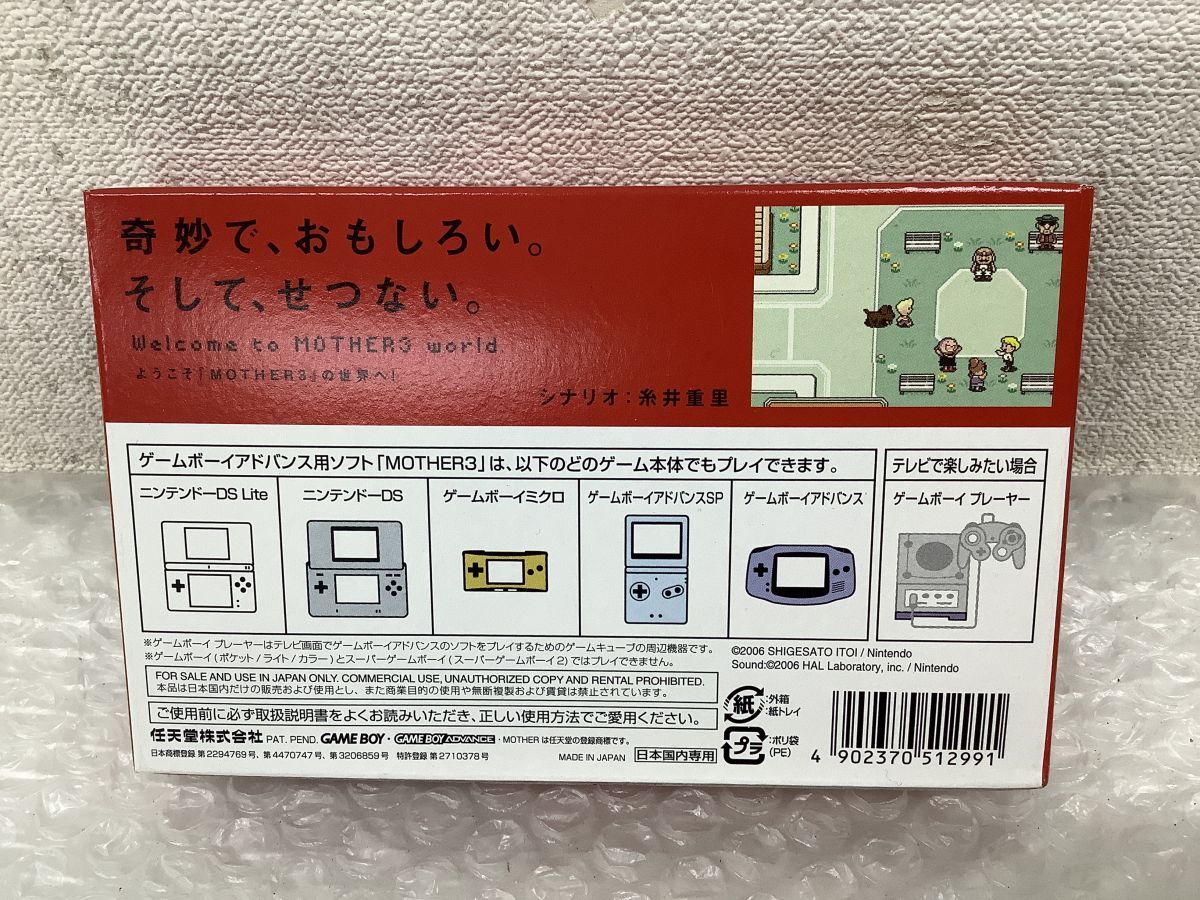 奇妙で、おもしろい。
そして、せつない。
Welcome to MOTHER3 world
ようこそ『MOTHER3』の世界へ!
シナリオ:糸井重里
ゲームボーイアドバンス用ソフト「MOTHER3」は、以下のどのゲーム本体でもプレイできます。
テレビで楽しみたい場合
ニンテンドーDS Lite
ニンテンドーDS
ゲームボーイミクロ
ゲームボーイアドバンスSP
ゲームボーイアドバンス
ゲームボーイ プレーヤー
※ゲームボーイ プレーヤーはテレビ画面でゲームボーイアドバンスのソフトをプレイするためのゲームキューブの周辺機器です。
※ゲームボーイ(ポケット/ライト/カラー)とスーパーゲームボーイ(スーパーゲームボーイ2)ではプレイできません。
©2006 SHIGESATO ITOI / Nintendo
Sound:©2006 HAL Laboratory, inc. / Nintendo
FOR SALE AND USE IN JAPAN ONLY. COMMERCIAL USE, UNAUTHORIZED COPY AND RENTAL PROHIBITED.
本品は日本国内だけの販売および使用とし、また商業目的の使用や無断複製および賃貸は禁止されています。
ご使用前に必ず取扱説明書をよくお読みいただき、正しい使用方法でご愛用ください。
任天堂株式会社 PAT. PEND. GAME BOY・GAME BOY ADVANCE・MOTHER は任天堂の登録商標です。
日本商標登録 第2294769号、第4470747号、第3206859号 特許登録 第2710378号
MADE IN JAPAN
日本国内専用
紙
:外箱
:紙トレイ
プラ
:ポリ袋
(PE)
4 902370 512991